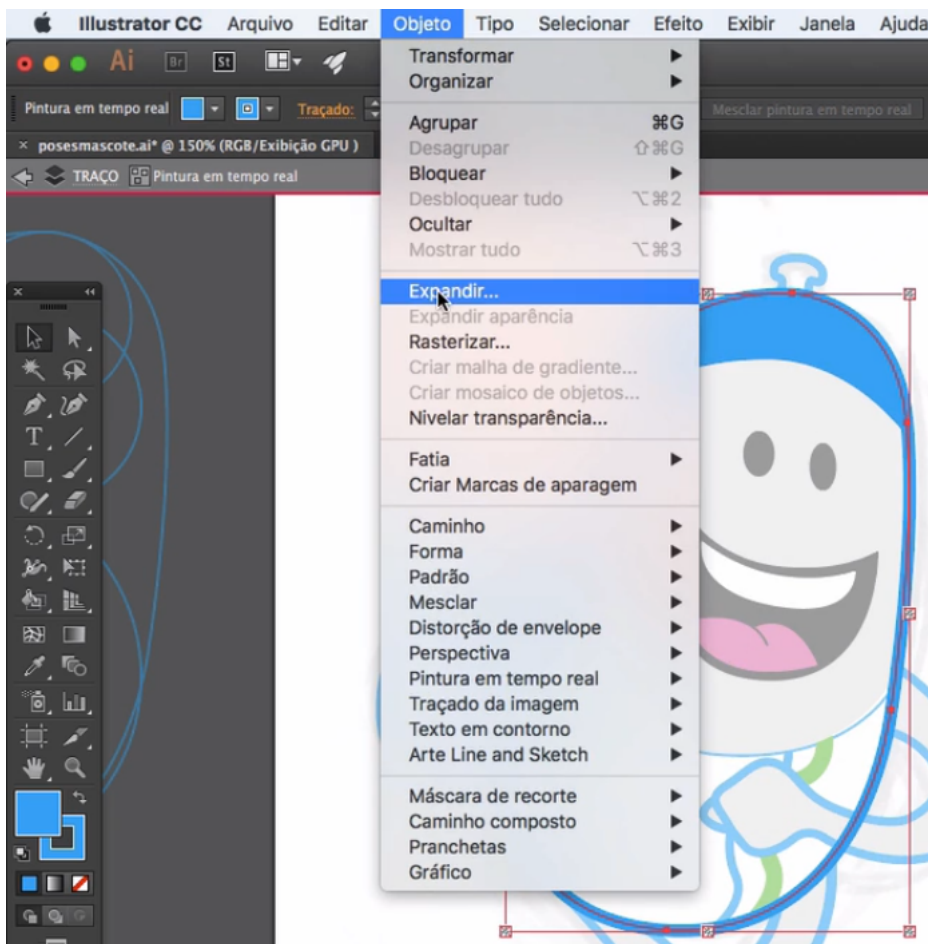 Illustrator CC Arquivo Editar Objeto Tipo Selecionar Efeito Exibir Janela Ajuda
Ai Br St
Pintura em tempo real Traçado: Mesclar pintura em tempo real
× posesmascote.ai* @ 150% (RGB/Exibição GPU )
TRAÇO Pintura em tempo real
Transformar
Organizar
Agrupar ⌘G
Desagrupar ⇧⌘G
Bloquear
Desbloquear tudo ⌥⌘2
Ocultar
Mostrar tudo ⌥⌘3
Expandir...
Expandir aparência
Rasterizar...
Criar malha de gradiente...
Criar mosaico de objetos...
Nivelar transparência...
Fatia
Criar Marcas de aparagem
Caminho
Forma
Padrão
Mesclar
Distorção de envelope
Perspectiva
Pintura em tempo real
Traçado da imagem
Texto em contorno
Arte Line and Sketch
Máscara de recorte
Caminho composto
Pranchetas
Gráfico